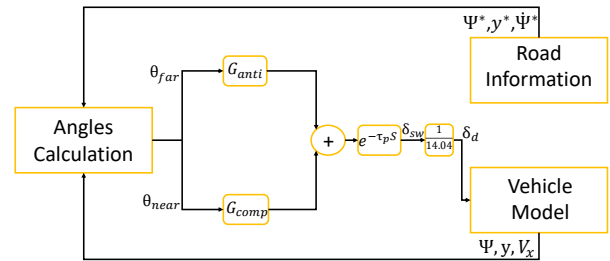 Ψ*,y*,Ψ̇*
Road
Information
θfar
Ganti
Angles
Calculation
+
e^−τpS
δsw
1
14.04
δd
θnear
Gcomp
Vehicle
Model
Ψ, y, Vx